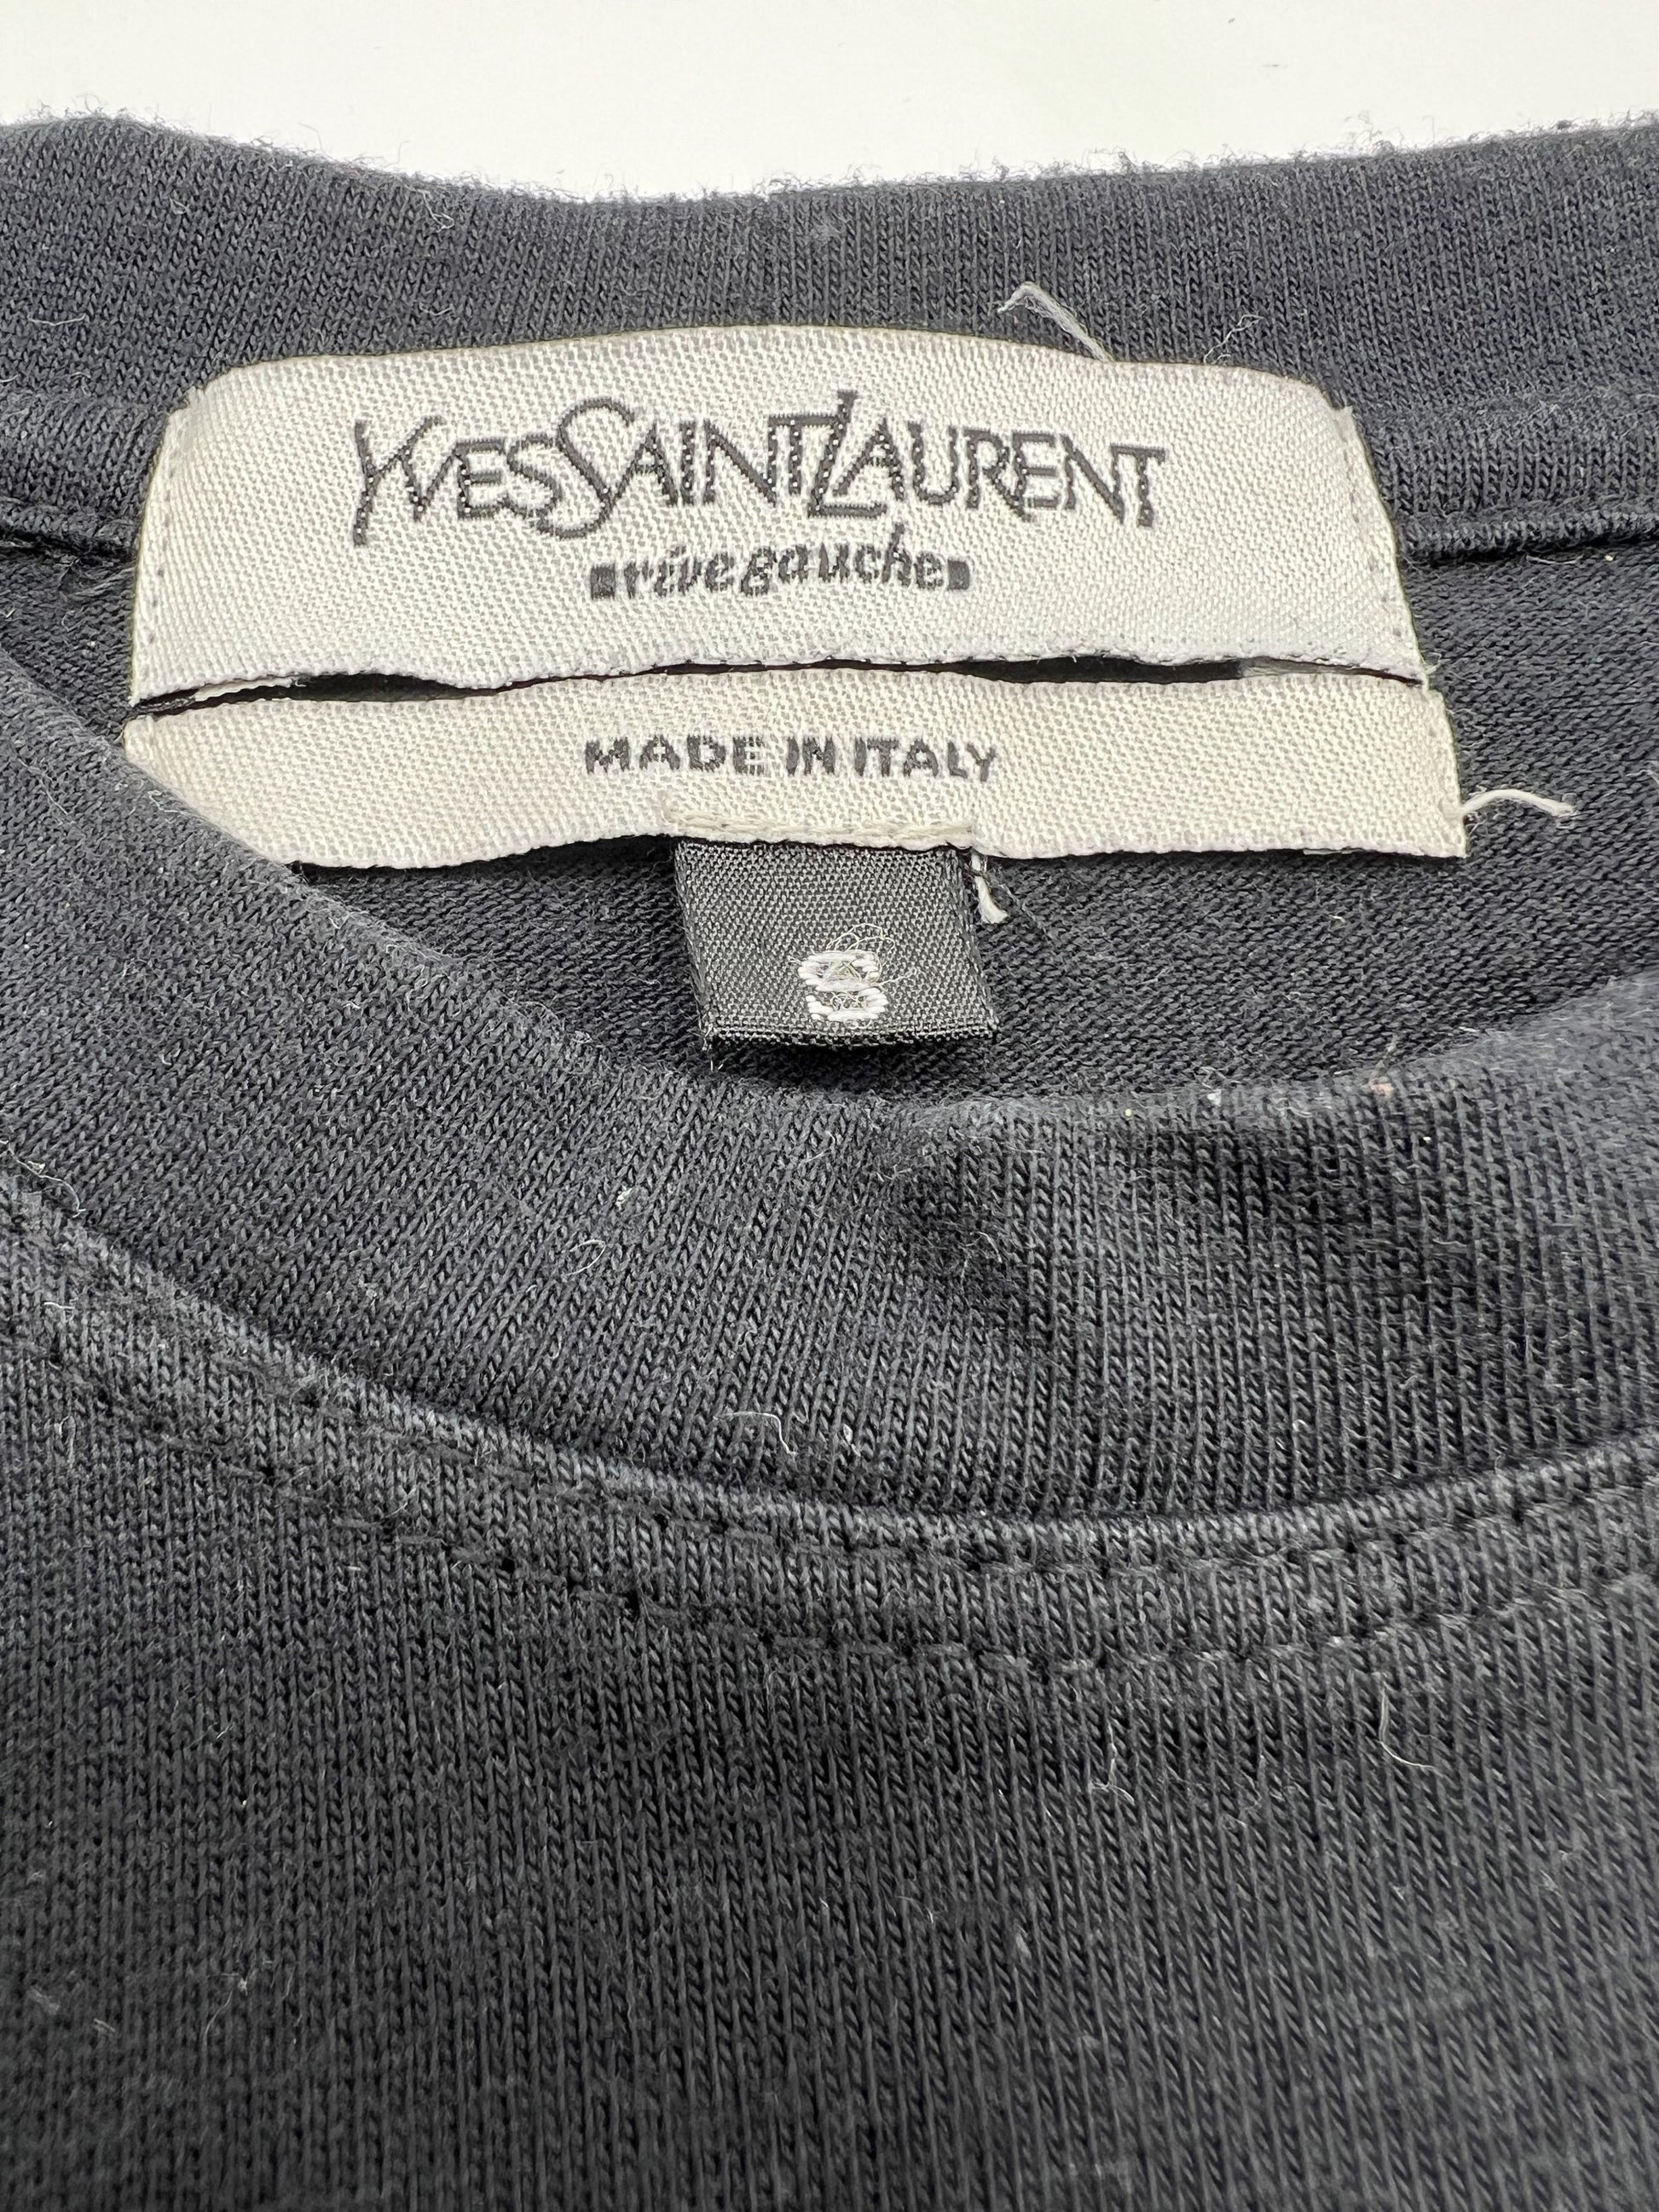 YVESSAINTLAURENT
rive gauche
MADE IN ITALY
S